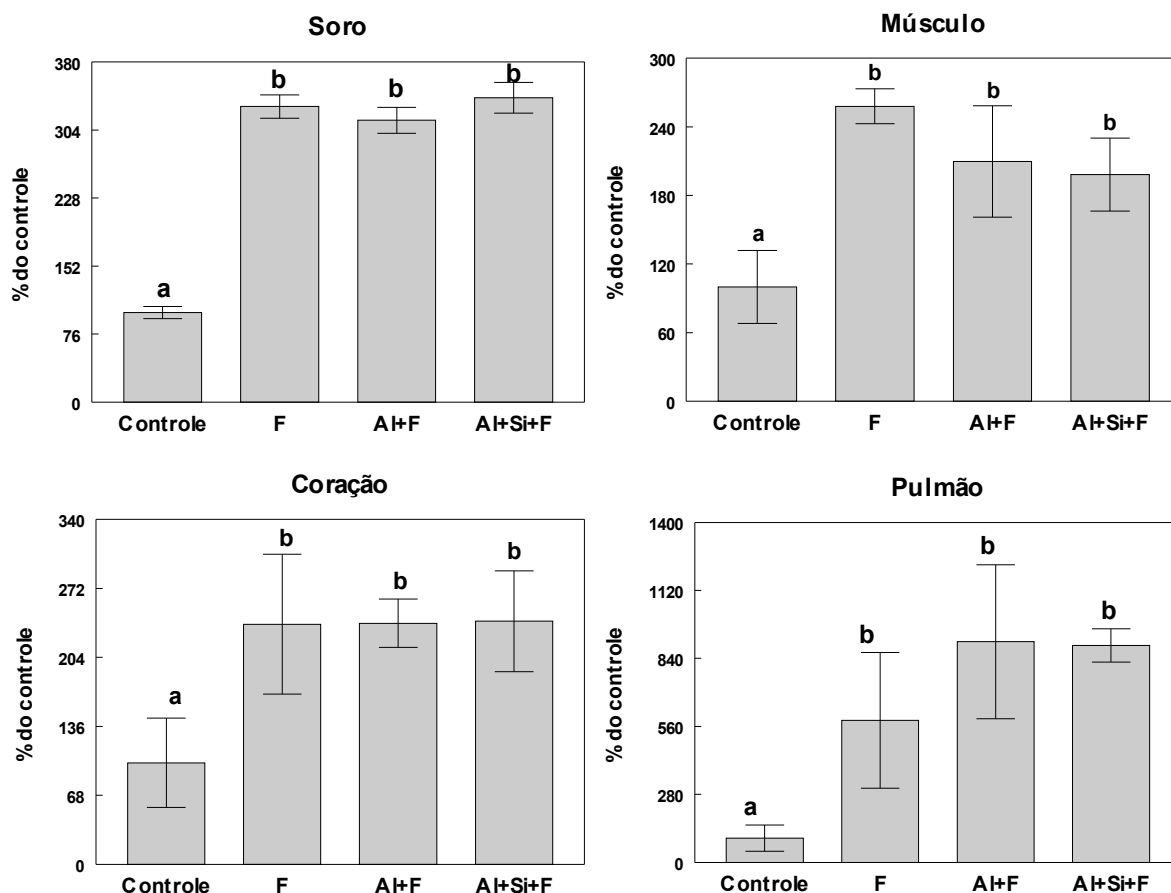 Soro
% do controle
380
304
228
152
76
0
a
b
b
b
Controle F Al+F Al+Si+F
Músculo
% do controle
300
240
180
120
60
0
a
b
b
b
Controle F Al+F Al+Si+F
Coração
% do controle
340
272
204
136
68
0
a
b
b
b
Controle F Al+F Al+Si+F
Pulmão
% do controle
1400
1120
840
560
280
0
a
b
b
b
Controle F Al+F Al+Si+F